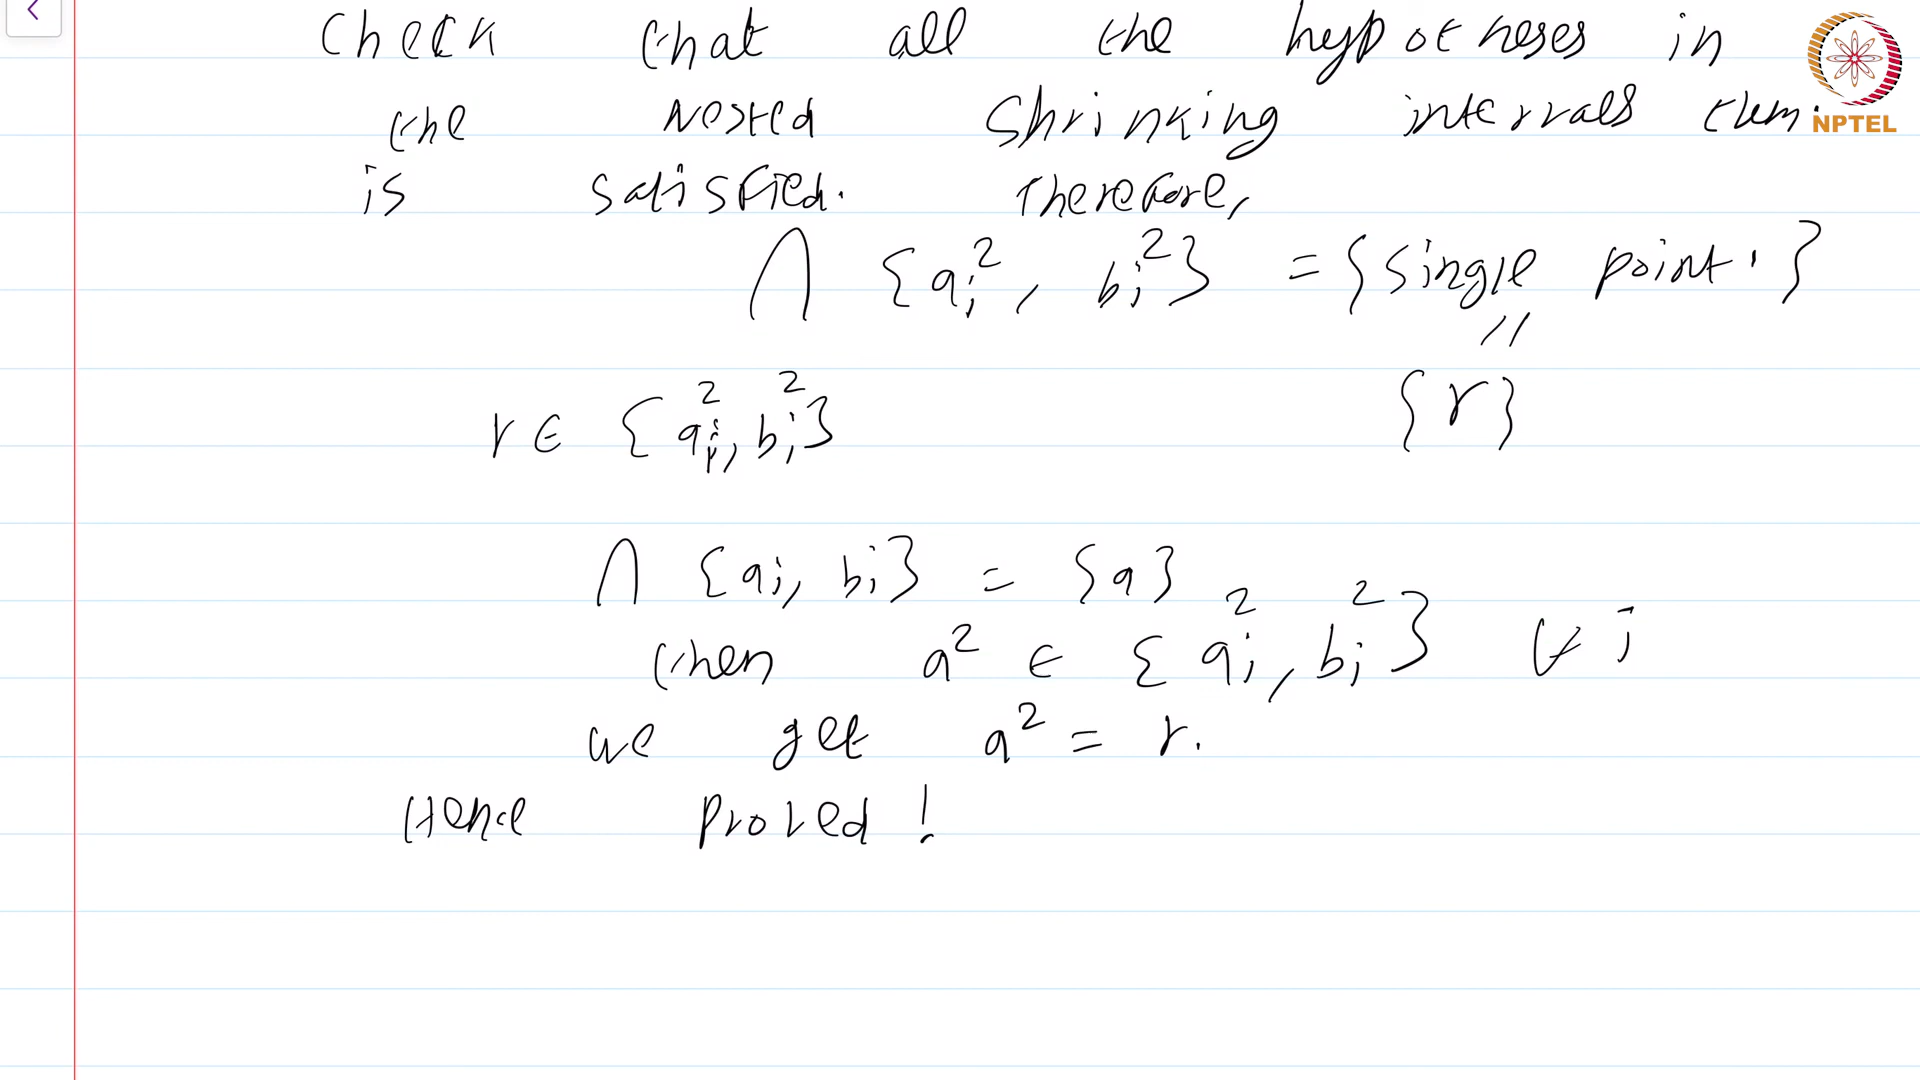 Check that all the hypotheses in
the Nested Shrinking intervals thm.
is satisfied. Therefore,
⋂ {aᵢ², bᵢ²} = {single point.}
||
{r}
r ∈ {aᵢ², bᵢ²}
⋂ {aᵢ, bᵢ} = {a}
then a² ∈ {aᵢ², bᵢ²} ∀ i
we get a² = r.
Hence Proved!
NPTEL